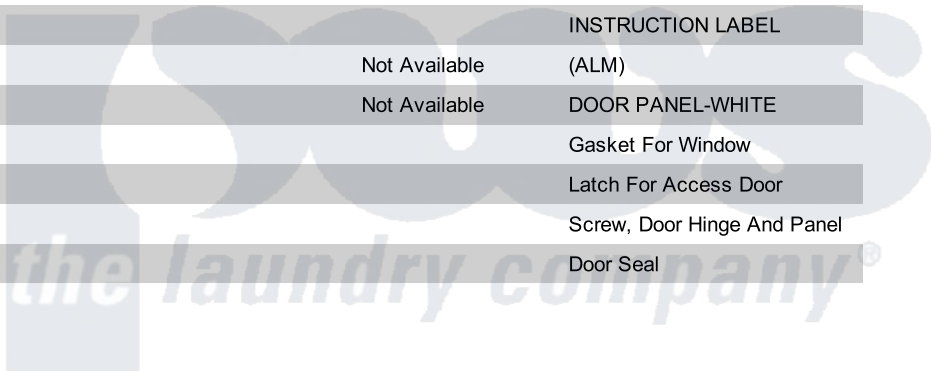 INSTRUCTION LABEL
Not Available (ALM)
Not Available DOOR PANEL-WHITE
Gasket For Window
Latch For Access Door
Screw, Door Hinge And Panel
Door Seal
the laundry company®